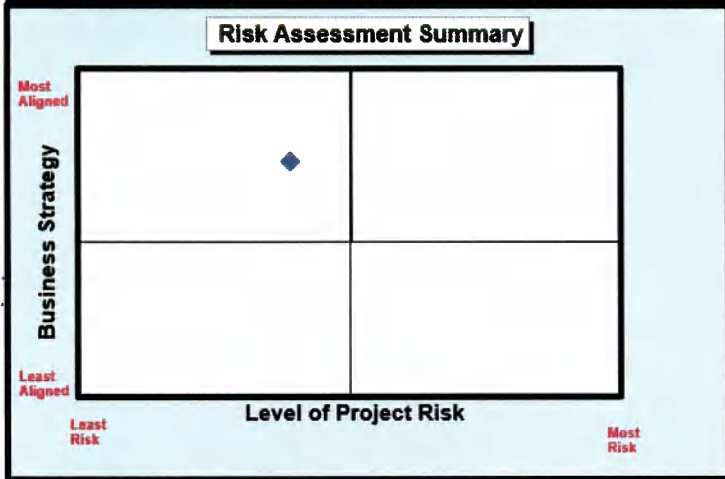 Risk Assessment Summary
Most
Aligned
Business Strategy
Least
Aligned
Least
Risk
Level of Project Risk
Most
Risk